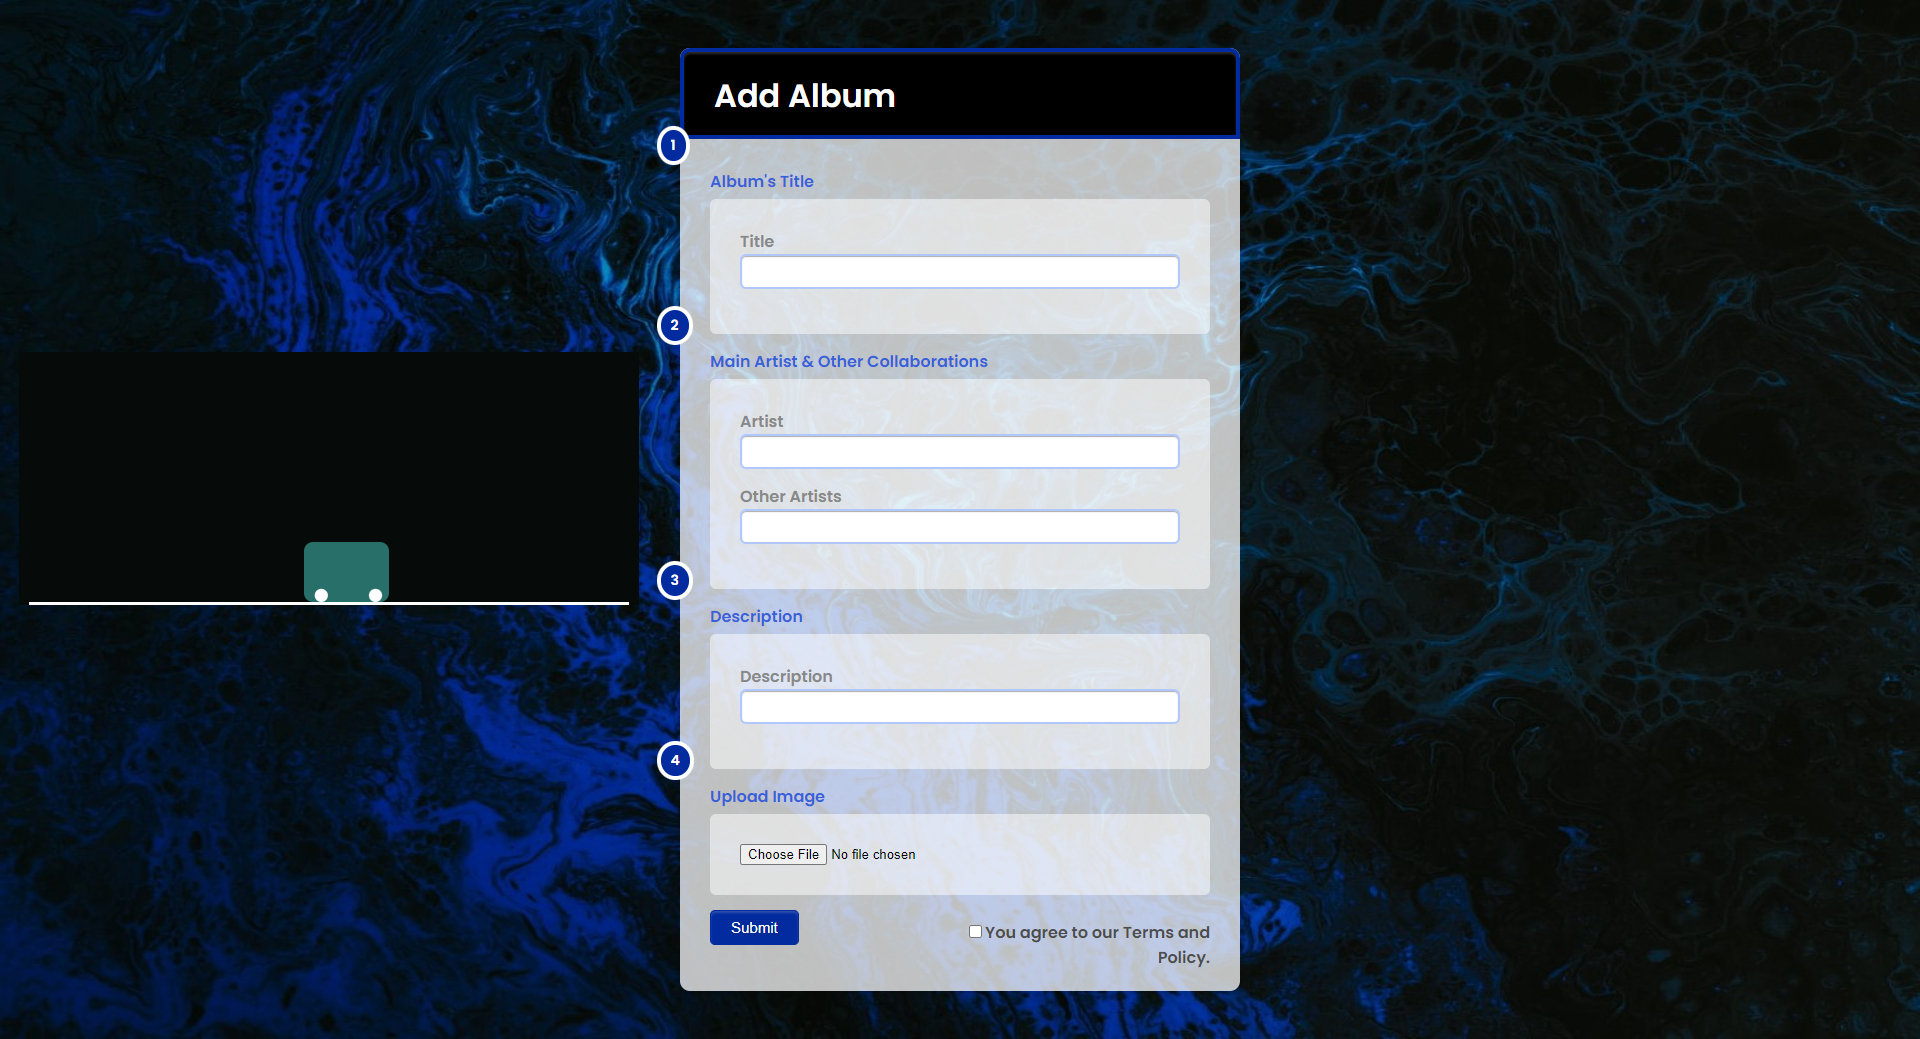 Add Album
1
Album's Title
Title
2
Main Artist & Other Collaborations
Artist
Other Artists
3
Description
Description
4
Upload Image
Choose File No file chosen
Submit
You agree to our Terms and
Policy.